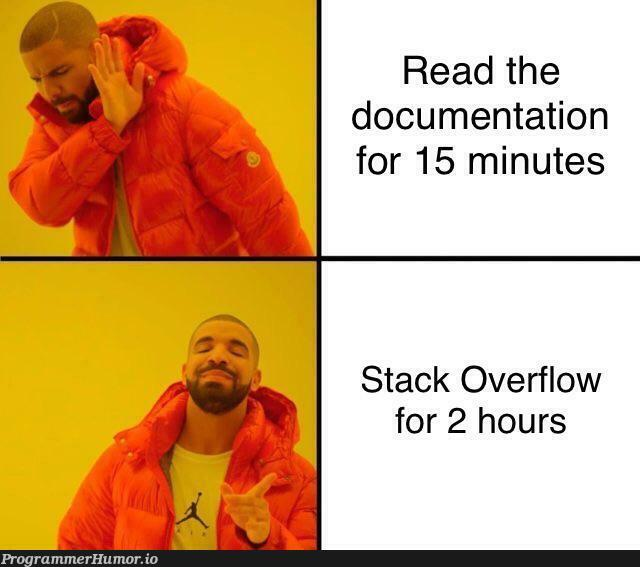 Read the
documentation
for 15 minutes
Stack Overflow
for 2 hours
ProgrammerHumor.io